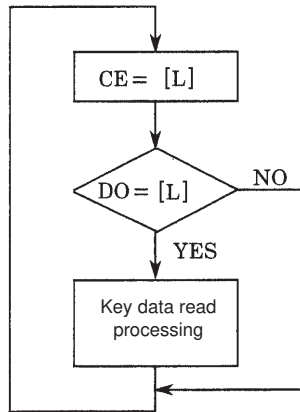 CE = [L]
DO = [L]
NO
YES
Key data read
processing